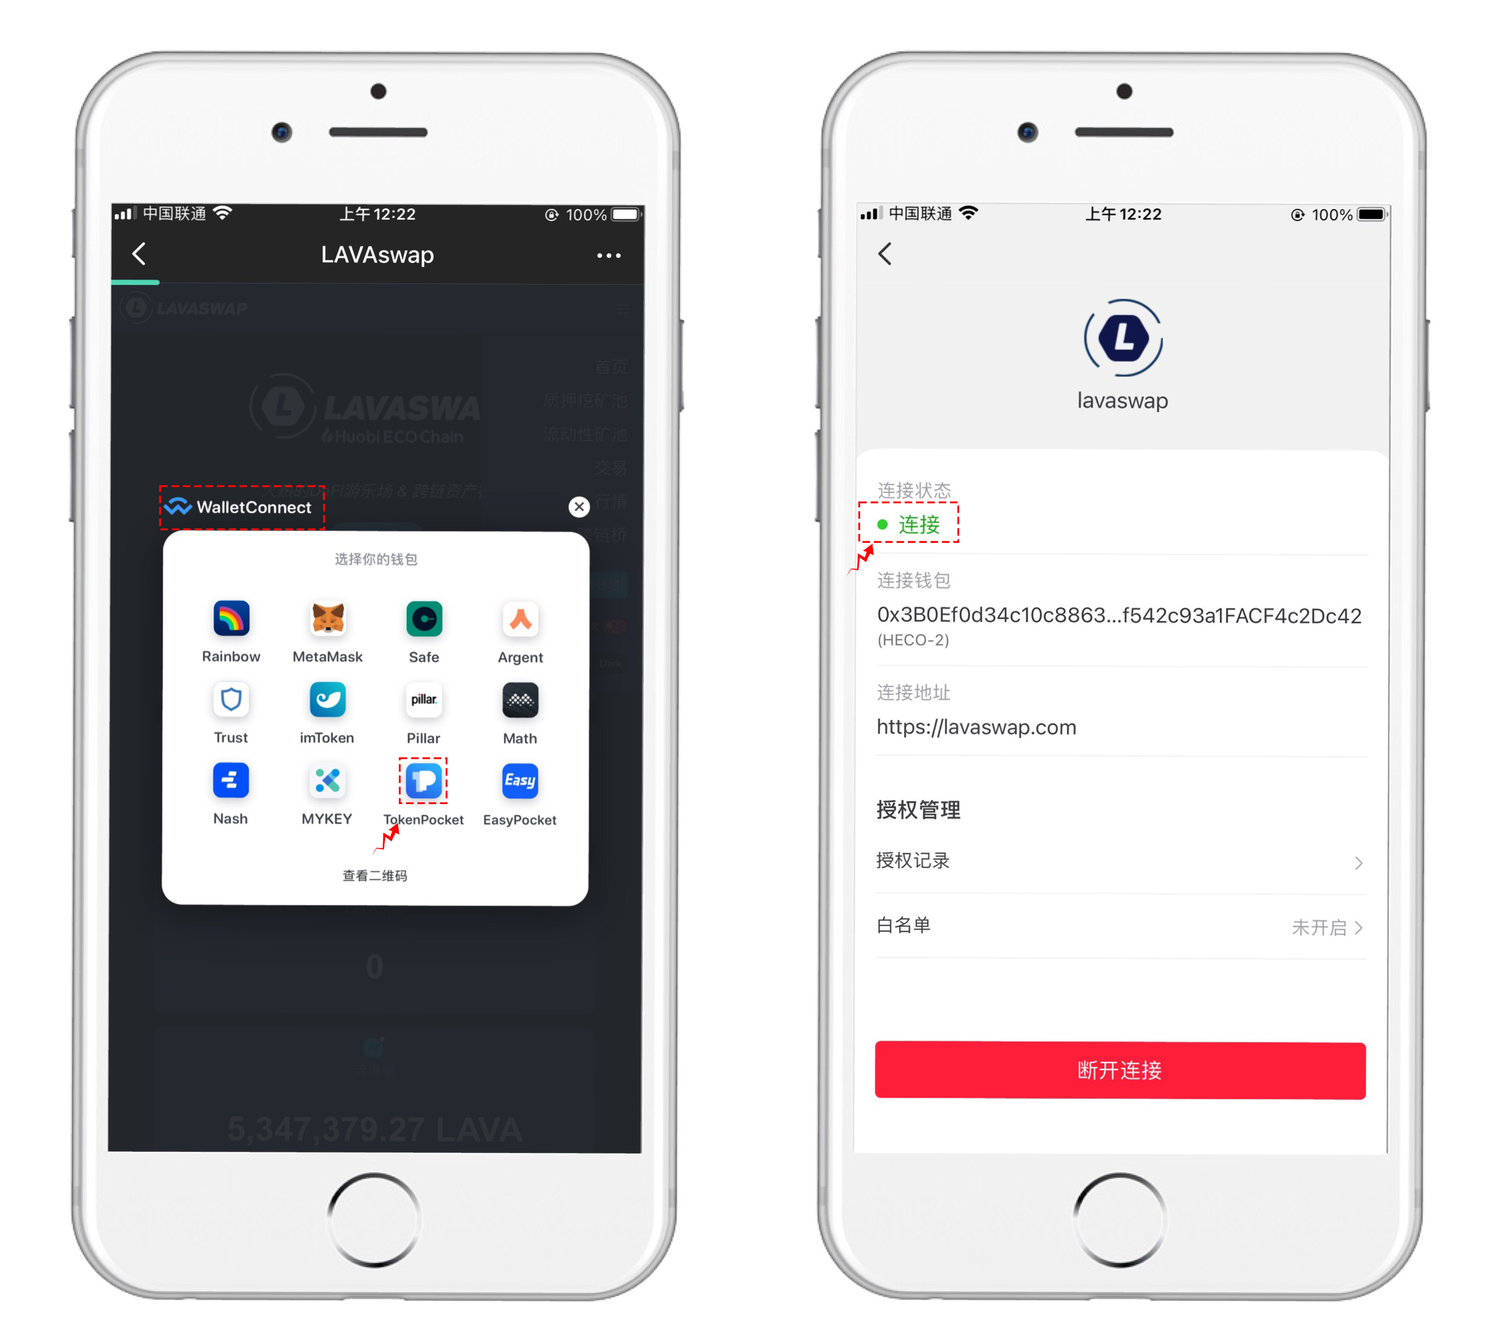 中国联通
上午12:22
100%
LAVAswap
LAVASWAP
首页
质押挖矿池
LAVASWA
流动性矿池
Huobi ECO Chain
交易
行情
WalletConnect
选择你的钱包
Rainbow
MetaMask
Safe
Argent
Trust
imToken
pillar
Pillar
Math
Easy
Nash
MYKEY
TokenPocket
EasyPocket
查看二维码
0
5,347,379.27 LAVA
中国联通
上午12:22
100%
lavaswap
连接状态
连接
连接钱包
0x3B0Ef0d34c10c8863...f542c93a1FACF4c2Dc42
(HECO-2)
连接地址
https://lavaswap.com
授权管理
授权记录
白名单
未开启
断开连接